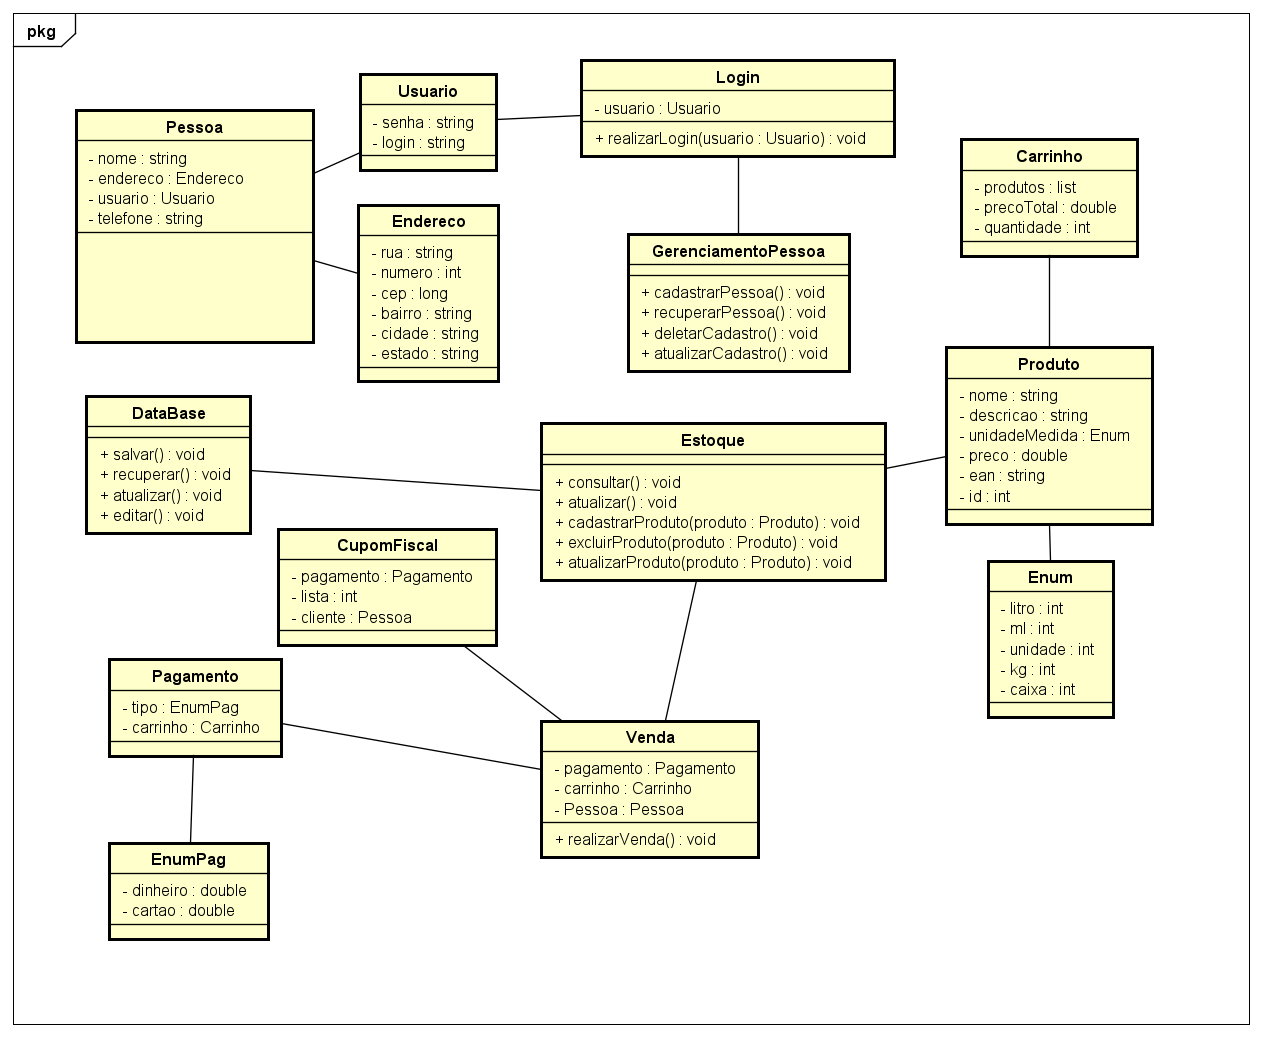 pkg
Pessoa
- nome : string
- endereco : Endereco
- usuario : Usuario
- telefone : string
Usuario
- senha : string
- login : string
Login
- usuario : Usuario
+ realizarLogin(usuario : Usuario) : void
Endereco
- rua : string
- numero : int
- cep : long
- bairro : string
- cidade : string
- estado : string
GerenciamentoPessoa
+ cadastrarPessoa() : void
+ recuperarPessoa() : void
+ deletarCadastro() : void
+ atualizarCadastro() : void
Carrinho
- produtos : list
- precoTotal : double
- quantidade : int
Produto
- nome : string
- descricao : string
- unidadeMedida : Enum
- preco : double
- ean : string
- id : int
DataBase
+ salvar() : void
+ recuperar() : void
+ atualizar() : void
+ editar() : void
Estoque
+ consultar() : void
+ atualizar() : void
+ cadastrarProduto(produto : Produto) : void
+ excluirProduto(produto : Produto) : void
+ atualizarProduto(produto : Produto) : void
CupomFiscal
- pagamento : Pagamento
- lista : int
- cliente : Pessoa
Enum
- litro : int
- ml : int
- unidade : int
- kg : int
- caixa : int
Pagamento
- tipo : EnumPag
- carrinho : Carrinho
Venda
- pagamento : Pagamento
- carrinho : Carrinho
- Pessoa : Pessoa
+ realizarVenda() : void
EnumPag
- dinheiro : double
- cartao : double